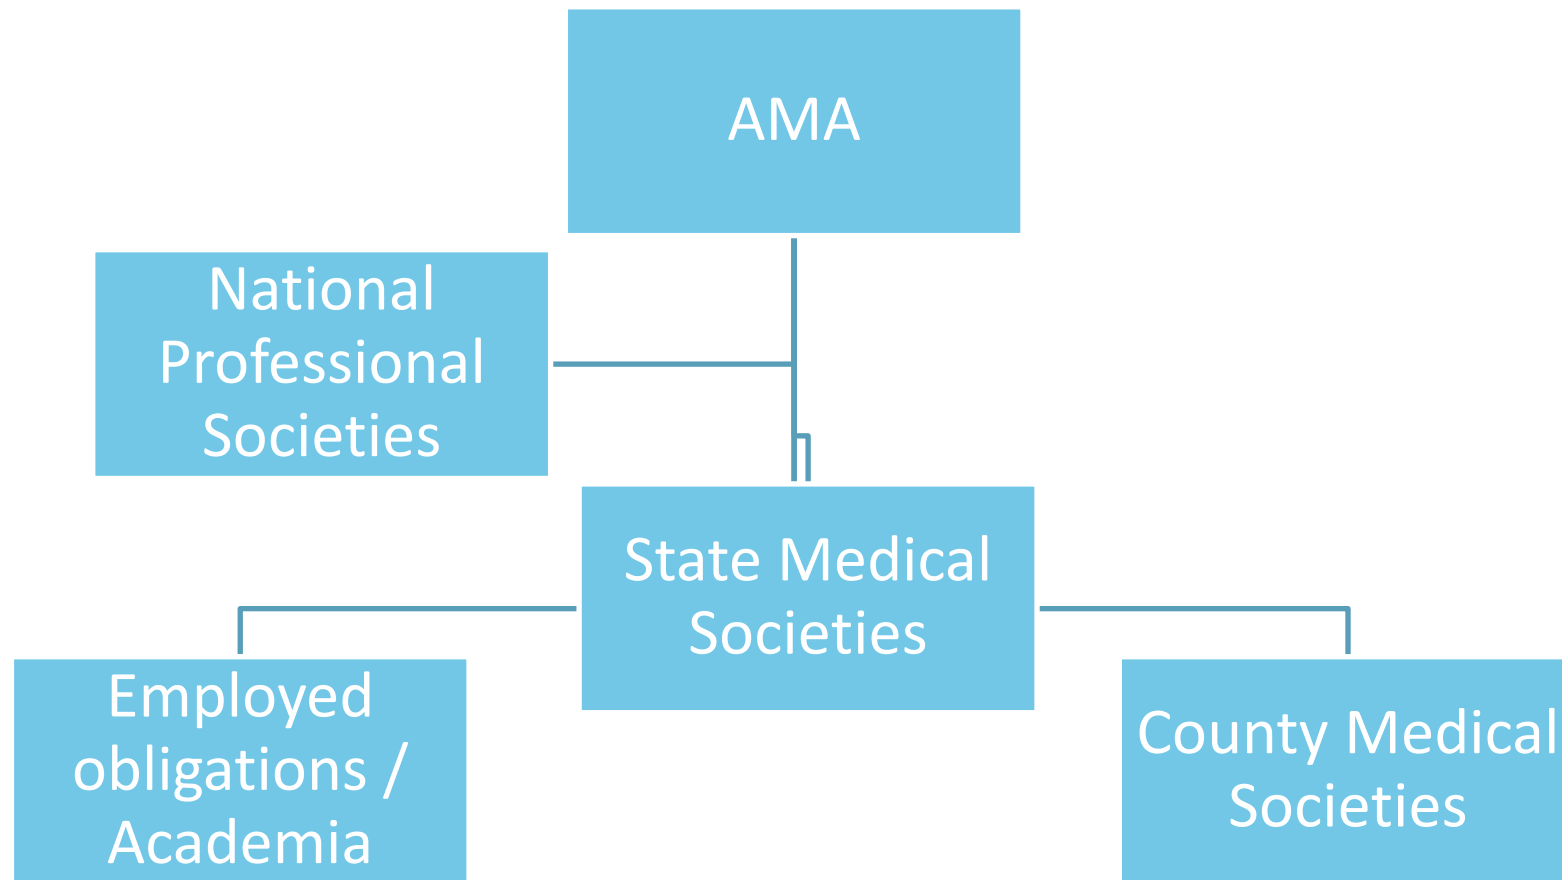 AMA
National
Professional
Societies
State Medical
Societies
Employed
obligations /
Academia
County Medical
Societies